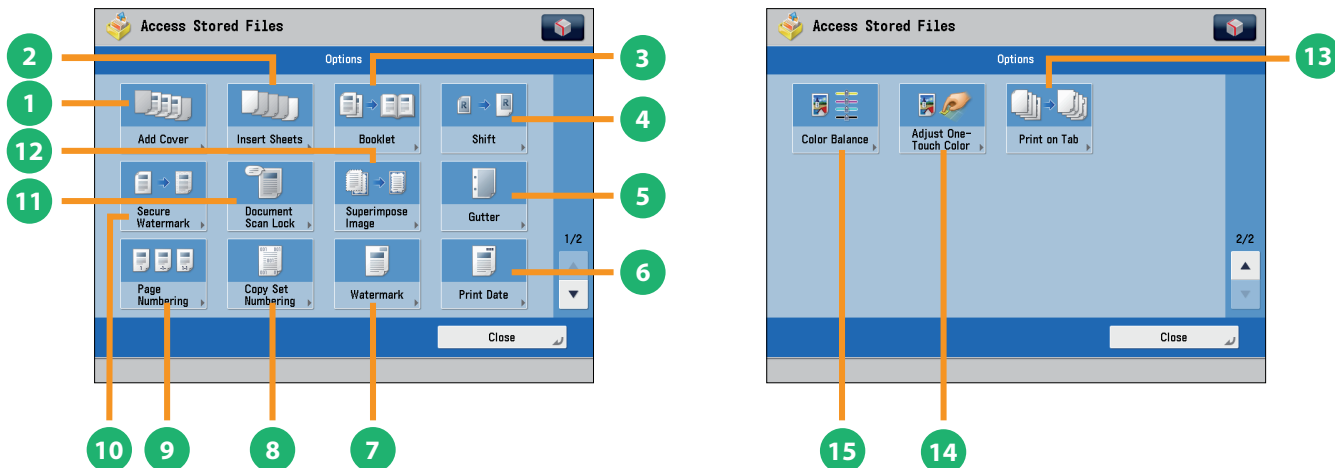 Access Stored Files
Options
Add Cover
Insert Sheets
Booklet
Shift
Secure
Watermark
Document
Scan Lock
Superimpose
Image
Gutter
Page
Numbering
Copy Set
Numbering
Watermark
Print Date
1/2
Close
1
2
3
4
5
6
7
8
9
10
11
12
Access Stored Files
Options
Color Balance
Adjust One-
Touch Color
Print on Tab
2/2
Close
13
14
15